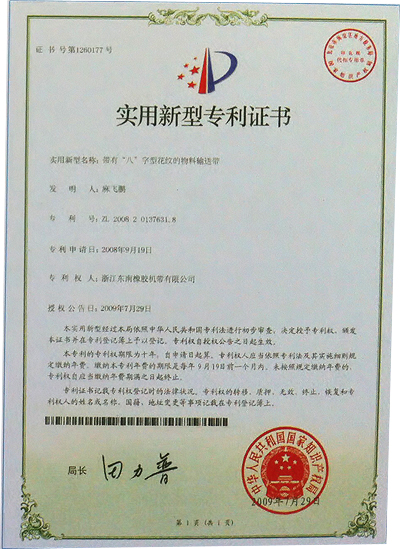 证 书 号 第1260177号
实用新型专利证书
实用新型名称：带有“八”字型花纹的物料输送带
发 明 人：麻飞鹏
专 利 号：ZL 2008 2 0137631.8
专 利 申 请 日：2008年9月19日
专 利 权 人：浙江东南橡胶机带有限公司
授权公告日：2009年7月29日
本实用新型经过本局依照中华人民共和国专利法进行初步审查，决定授予专利权，颁发
本证书并在专利登记簿上予以登记。专利权自授权公告之日起生效。
本专利的专利权期限为十年，自申请日起算。专利权人应当依照专利法及其实施细则规
定缴纳年费。缴纳本专利年费的期限是每年 9月19日前一个月内。未按照规定缴纳年费的，
专利权自应当缴纳年费期满之日起终止。
专利证书记载专利权登记时的法律状况。专利权的转移、质押、无效、终止、恢复和专
利权人的姓名或名称、国籍、地址变更等事项记载在专利登记簿上。
局长 田力普
中华人民共和国国家知识产权局
2009年7月29日
第 1 页（共 1 页）